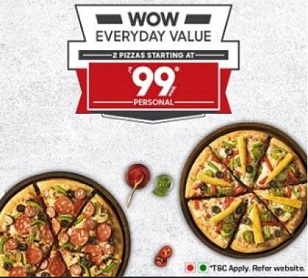 WOW
EVERYDAY VALUE
2 PIZZAS STARTING AT
₹99*
PERSONAL
*T&C Apply. Refer website.